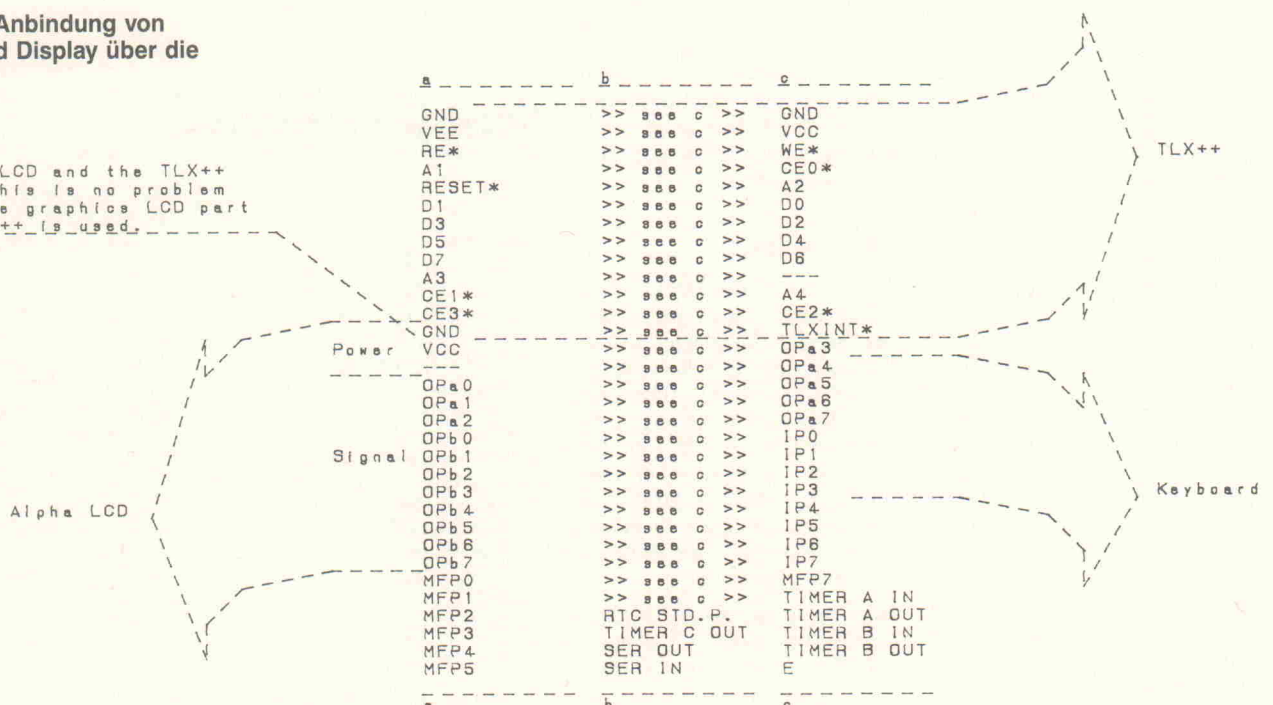 Anbindung von
d Display über die
a b c
GND >> see c >> GND
VEE >> see c >> VCC
RE* >> see c >> WE*
A1 >> see c >> CE0*
RESET* >> see c >> A2
D1 >> see c >> D0
D3 >> see c >> D2
D5 >> see c >> D4
D7 >> see c >> D6
A3 >> see c >> ---
CE1* >> see c >> A4
CE3* >> see c >> CE2*
GND >> see c >> TLXINT*
VCC >> see c >> OPa3
--- >> see c >> OPa4
OPa0 >> see c >> OPa5
OPa1 >> see c >> OPa6
OPa2 >> see c >> OPa7
OPb0 >> see c >> IP0
OPb1 >> see c >> IP1
OPb2 >> see c >> IP2
OPb3 >> see c >> IP3
OPb4 >> see c >> IP4
OPb5 >> see c >> IP5
OPb6 >> see c >> IP6
OPb7 >> see c >> IP7
MFP0 >> see c >> MFP7
MFP1 >> see c >> TIMER A IN
MFP2 RTC STD.P. TIMER A OUT
MFP3 TIMER C OUT TIMER B IN
MFP4 SER OUT TIMER B OUT
MFP5 SER IN E
LCD and the TLX++
his is no problem
e graphics LCD part
++ is used.
Power
Signal
Alpha LCD
TLX++
Keyboard